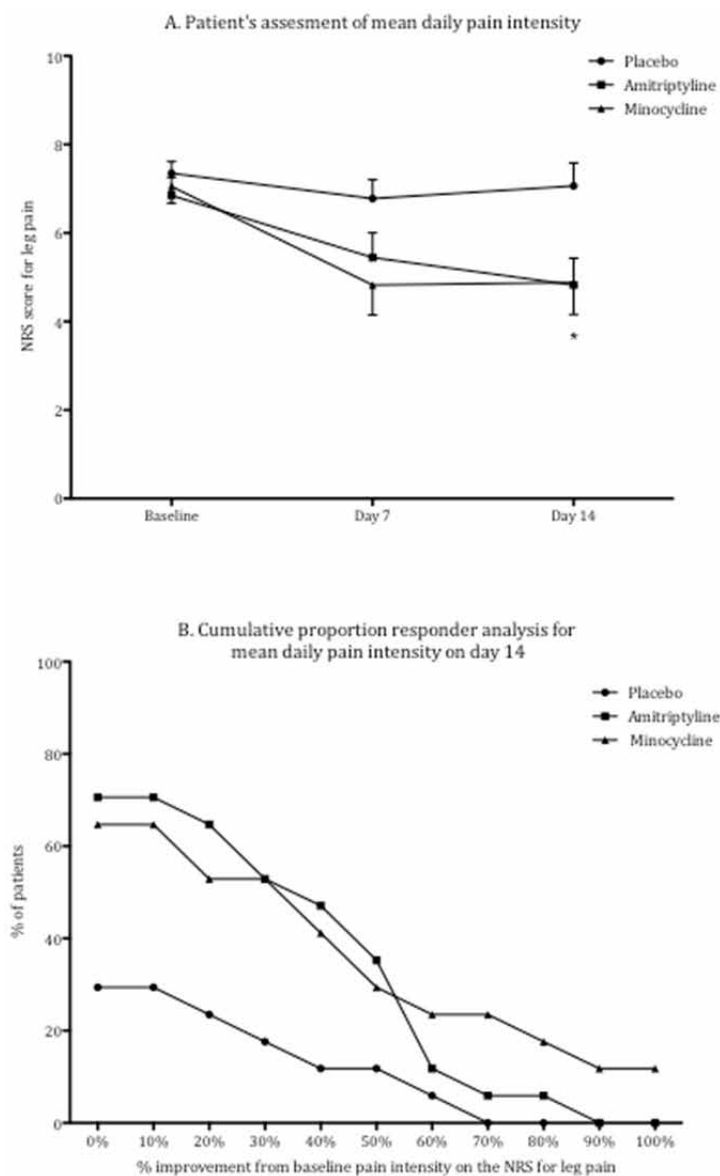 A. Patient's assesment of mean daily pain intensity
10
8
6
4
2
0
NRS score for leg pain
Placebo
Amitriptyline
Minocycline
*
Baseline
Day 7
Day 14
B. Cumulative proportion responder analysis for
mean daily pain intensity on day 14
100
80
60
40
20
0
% of patients
Placebo
Amitriptyline
Minocycline
0%
10%
20%
30%
40%
50%
60%
70%
80%
90%
100%
% improvement from baseline pain intensity on the NRS for leg pain